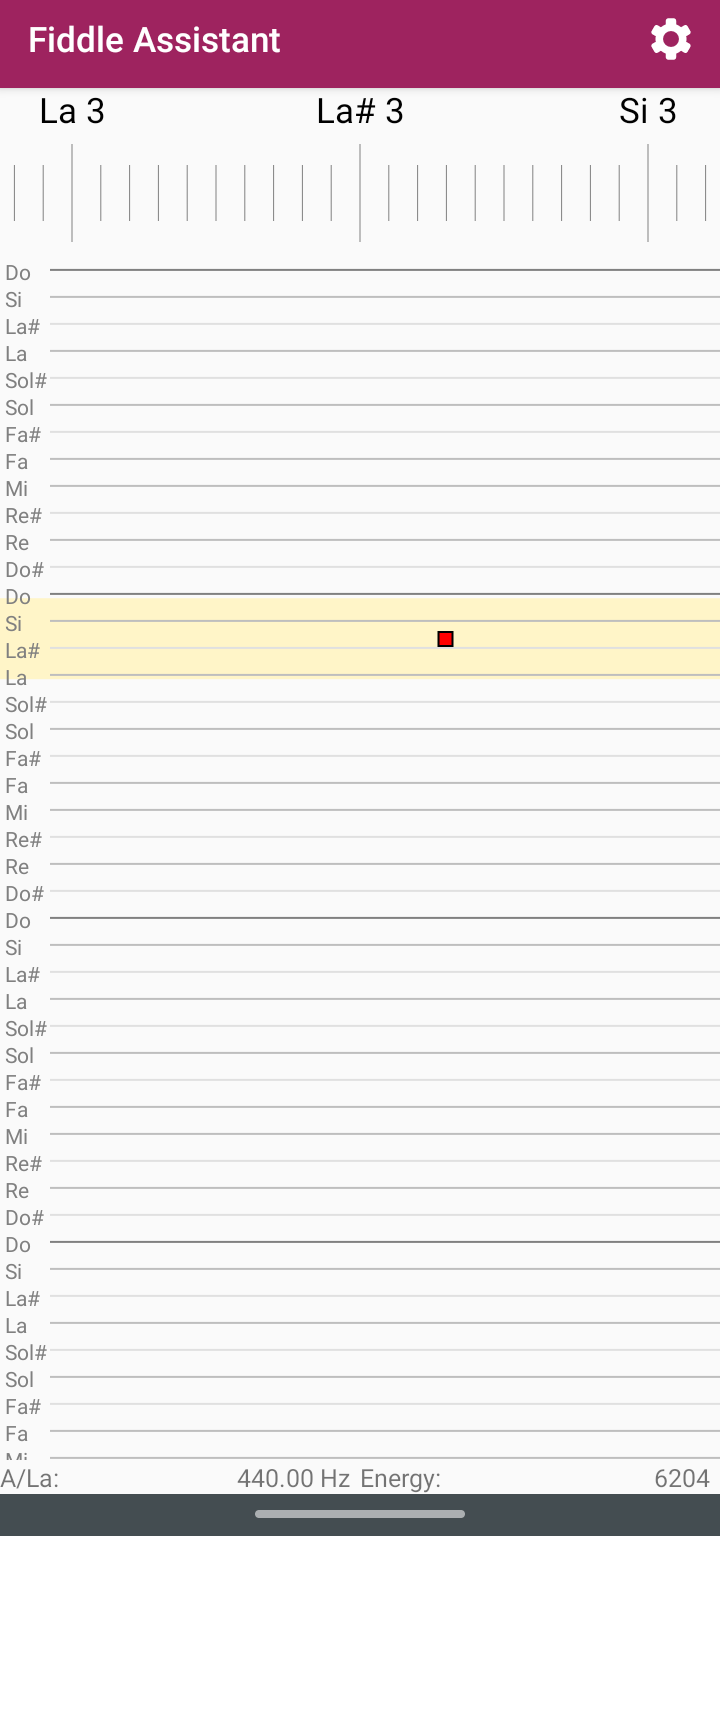 Fiddle Assistant
La 3 La# 3 Si 3
Do
Si
La#
La
Sol#
Sol
Fa#
Fa
Mi
Re#
Re
Do#
Do
Si
La#
La
Sol#
Sol
Fa#
Fa
Mi
Re#
Re
Do#
Do
Si
La#
La
Sol#
Sol
Fa#
Fa
Mi
Re#
Re
Do#
Do
Si
La#
La
Sol#
Sol
Fa#
Fa
Mi
A/La: 440.00 Hz Energy: 6204